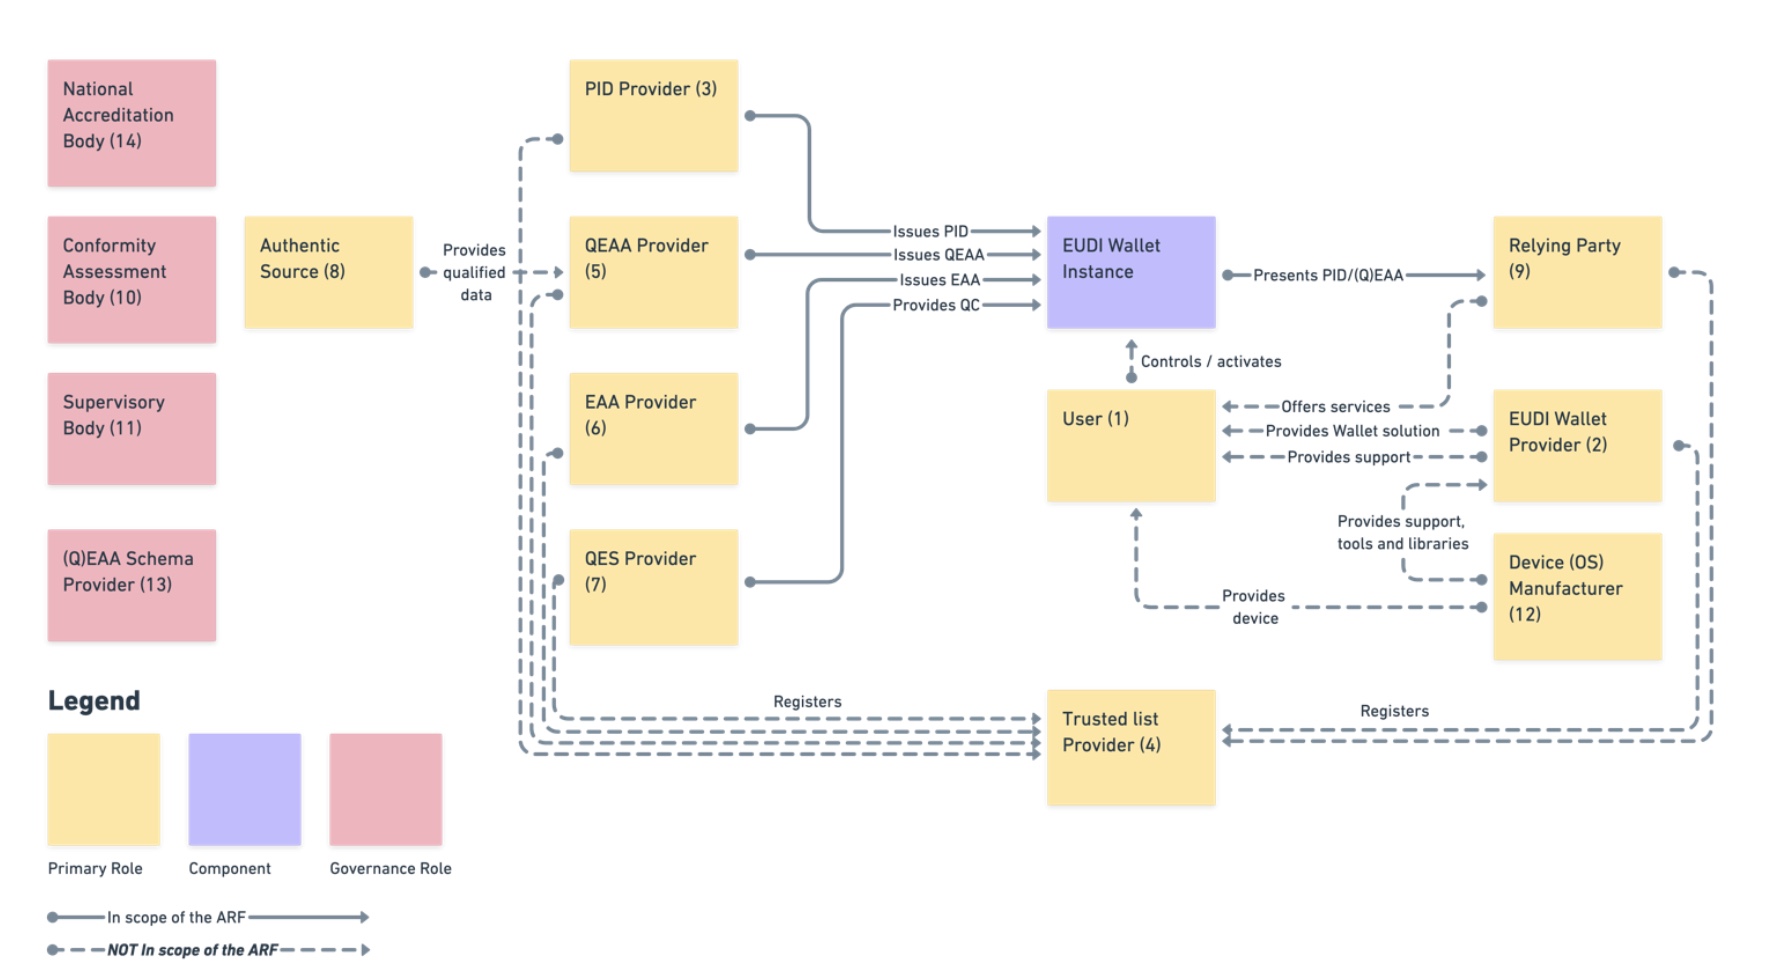 National
Accreditation
Body (14)
PID Provider (3)
Conformity
Assessment
Body (10)
Authentic
Source (8)
Provides
qualified
data
QEAA Provider
(5)
Issues PID
Issues QEAA
Issues EAA
Provides QC
EUDI Wallet
Instance
Presents PID/(Q)EAA
Relying Party
(9)
Controls / activates
Supervisory
Body (11)
EAA Provider
(6)
User (1)
Offers services
Provides Wallet solution
Provides support
EUDI Wallet
Provider (2)
Provides support,
tools and libraries
(Q)EAA Schema
Provider (13)
QES Provider
(7)
Provides
device
Device (OS)
Manufacturer
(12)
Registers
Trusted list
Provider (4)
Registers
Legend
Primary Role
Component
Governance Role
In scope of the ARF
NOT In scope of the ARF